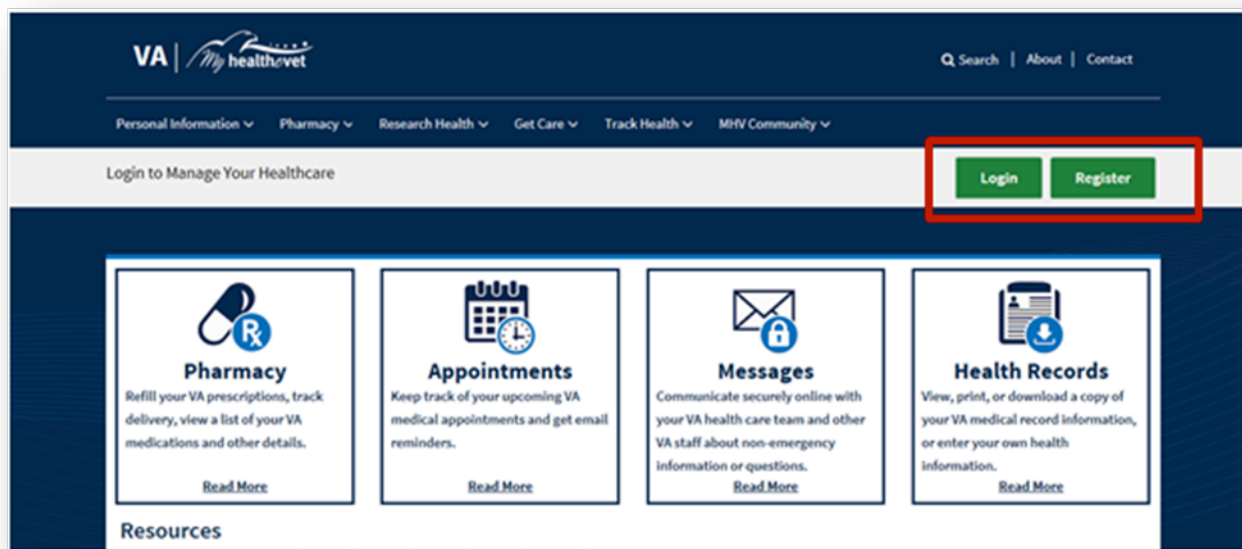 VA | My healthevet
Search | About | Contact
Personal Information Pharmacy Research Health Get Care Track Health MHV Community
Login to Manage Your Healthcare
Login Register
Rx
Pharmacy
Refill your VA prescriptions, track
delivery, view a list of your VA
medications and other details.
Read More
Appointments
Keep track of your upcoming VA
medical appointments and get email
reminders.
Read More
Messages
Communicate securely online with
your VA health care team and other
VA staff about non-emergency
information or questions.
Read More
Health Records
View, print, or download a copy of
your VA medical record information,
or enter your own health
information.
Read More
Resources